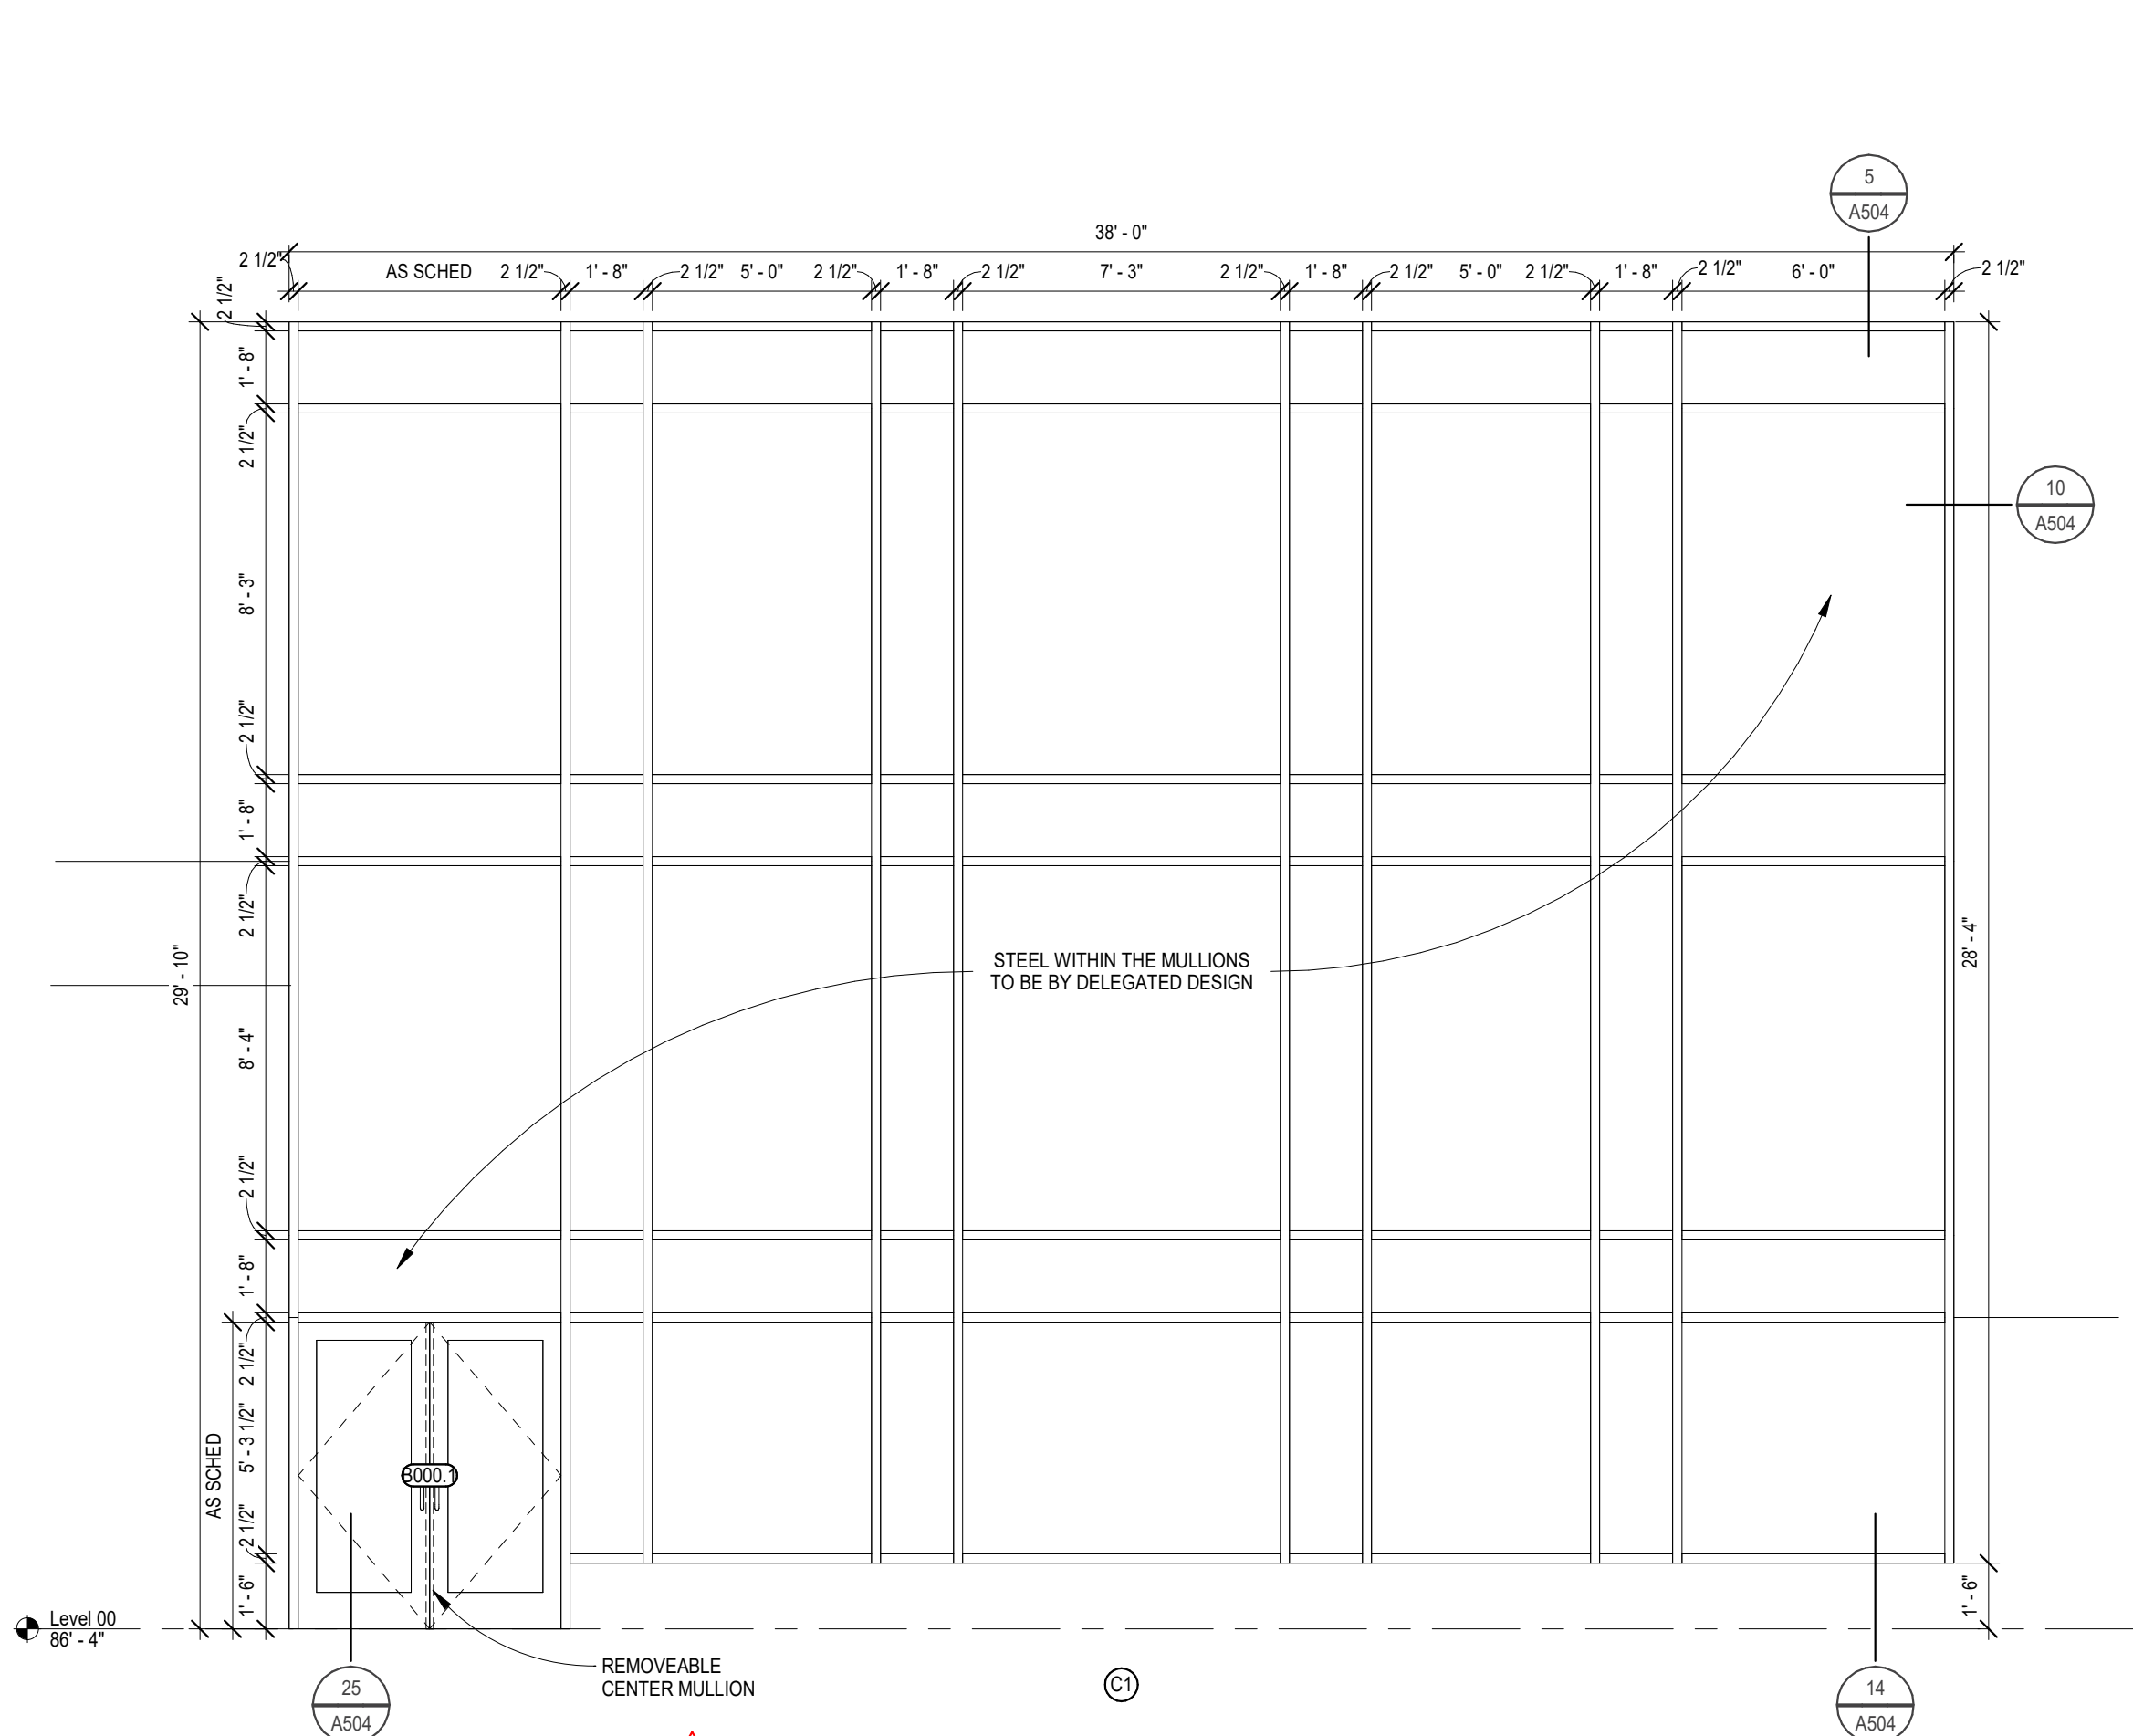 5
A504
38' - 0"
2 1/2"
AS SCHED
2 1/2"
1' - 8"
2 1/2"
5' - 0"
2 1/2"
1' - 8"
2 1/2"
7' - 3"
2 1/2"
1' - 8"
2 1/2"
5' - 0"
2 1/2"
1' - 8"
2 1/2"
6' - 0"
2 1/2"
2 1/2"
1' - 8"
2 1/2"
8' - 3"
2 1/2"
1' - 8"
2 1/2"
8' - 4"
2 1/2"
1' - 8"
2 1/2"
5' - 3 1/2"
2 1/2"
1' - 6"
29' - 10"
AS SCHED
10
A504
STEEL WITHIN THE MULLIONS
TO BE BY DELEGATED DESIGN
28' - 4"
1' - 6"
B000.1
Level 00
86' - 4"
REMOVEABLE
CENTER MULLION
C1
25
A504
14
A504